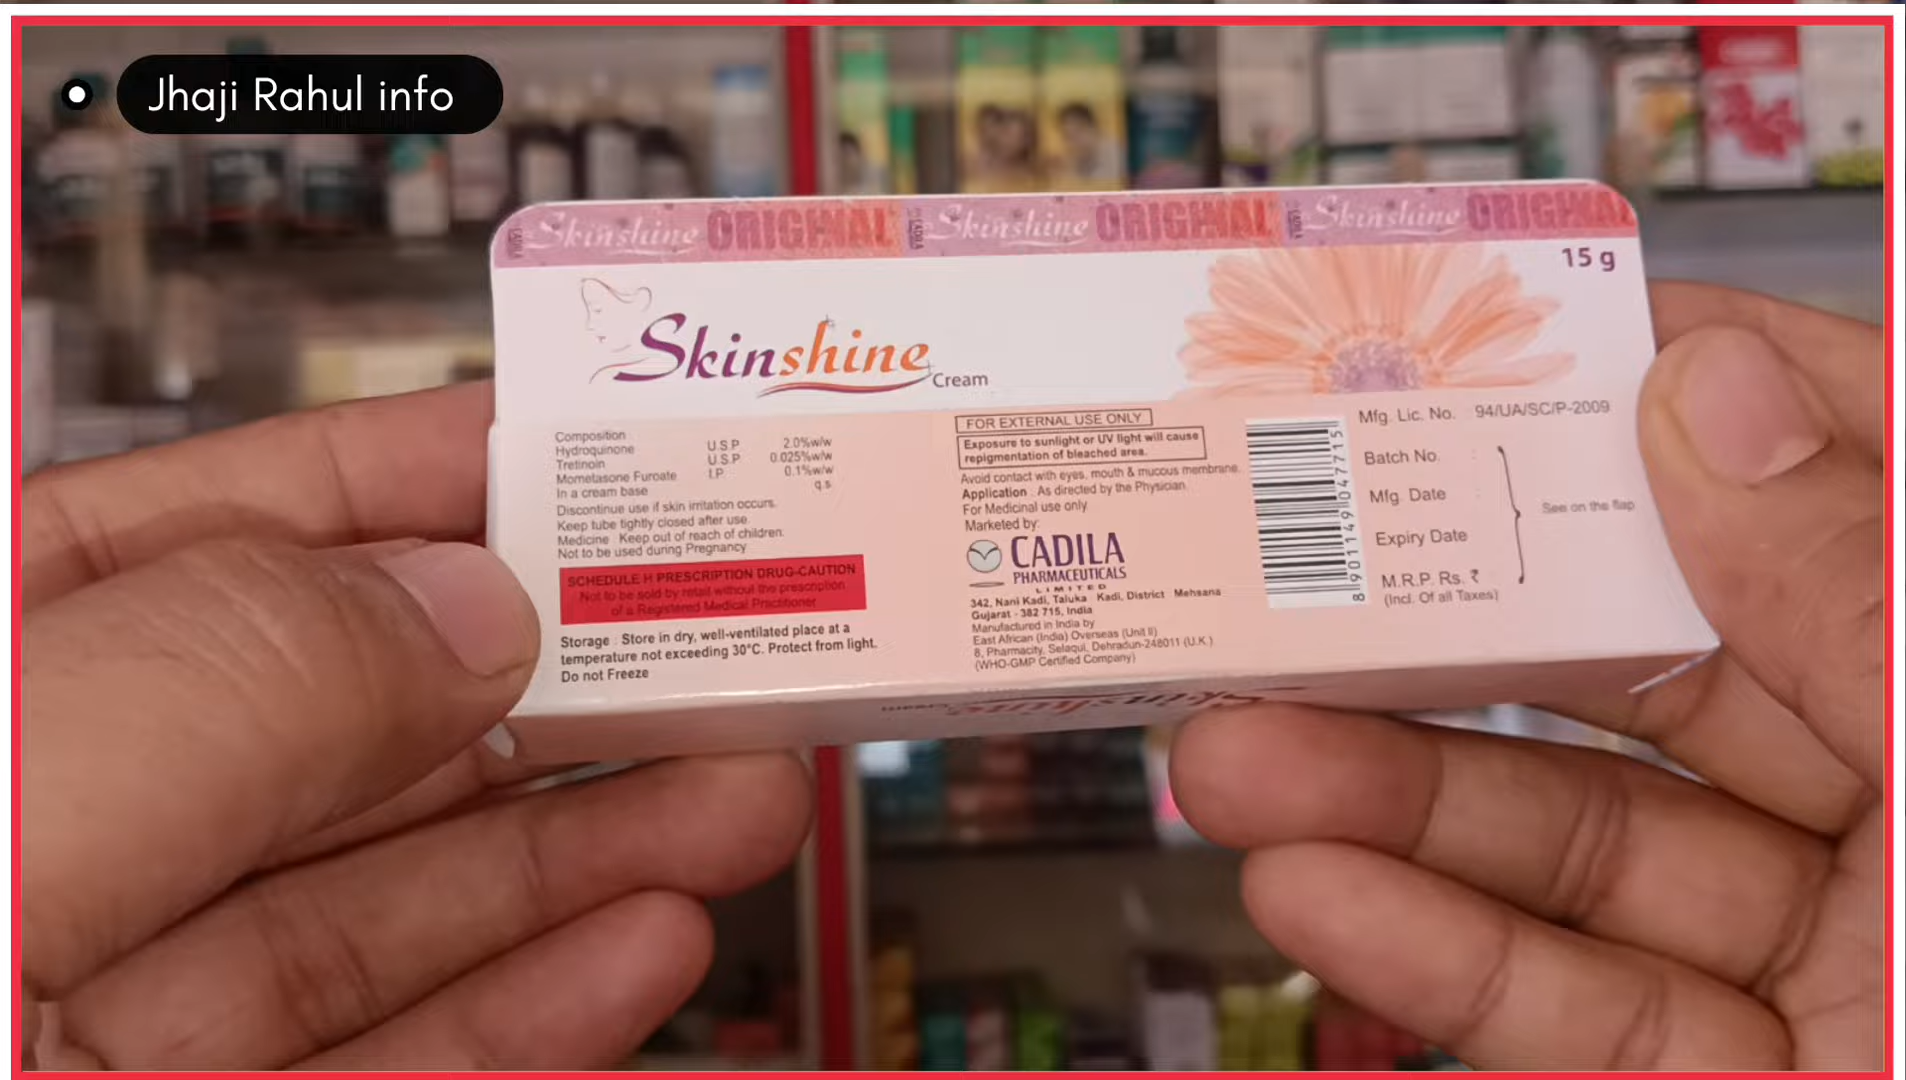 Jhaji Rahul info
Skinshine ORIGINAL CADILA Skinshine ORIGINAL CADILA Skinshine ORIGINAL
15 g
Skinshine
Cream
Composition
Hydroquinone U.S.P. 2.0%w/w
Tretinoin U.S.P. 0.025%w/w
Mometasone Furoate I.P. 0.1%w/w
In a cream base q.s.
Discontinue use if skin irritation occurs.
Keep tube tightly closed after use.
Medicine : Keep out of reach of children.
Not to be used during Pregnancy
SCHEDULE H PRESCRIPTION DRUG-CAUTION
Not to be sold by retail without the prescription
of a Registered Medical Practitioner
Storage : Store in dry, well-ventilated place at a
temperature not exceeding 30°C. Protect from light.
Do not Freeze
FOR EXTERNAL USE ONLY
Exposure to sunlight or UV light will cause
repigmentation of bleached area.
Avoid contact with eyes, mouth & mucous membrane.
Application : As directed by the Physician.
For Medicinal use only
Marketed by:
CADILA
PHARMACEUTICALS
LIMITED
342, Nani Kadi, Taluka : Kadi, District : Mehsana
Gujarat - 382 715, India
Manufactured in India by
East African (India) Overseas (Unit II)
8, Pharmacity, Selaqui, Dehradun-248011 (U.K.)
(WHO-GMP Certified Company)
8901149047715
Mfg. Lic. No. : 94/UA/SC/P-2009
Batch No. :
Mfg. Date :
Expiry Date
M.R.P. Rs. ₹
(Incl. Of all Taxes)
See on the flap
Skinshine
Cream